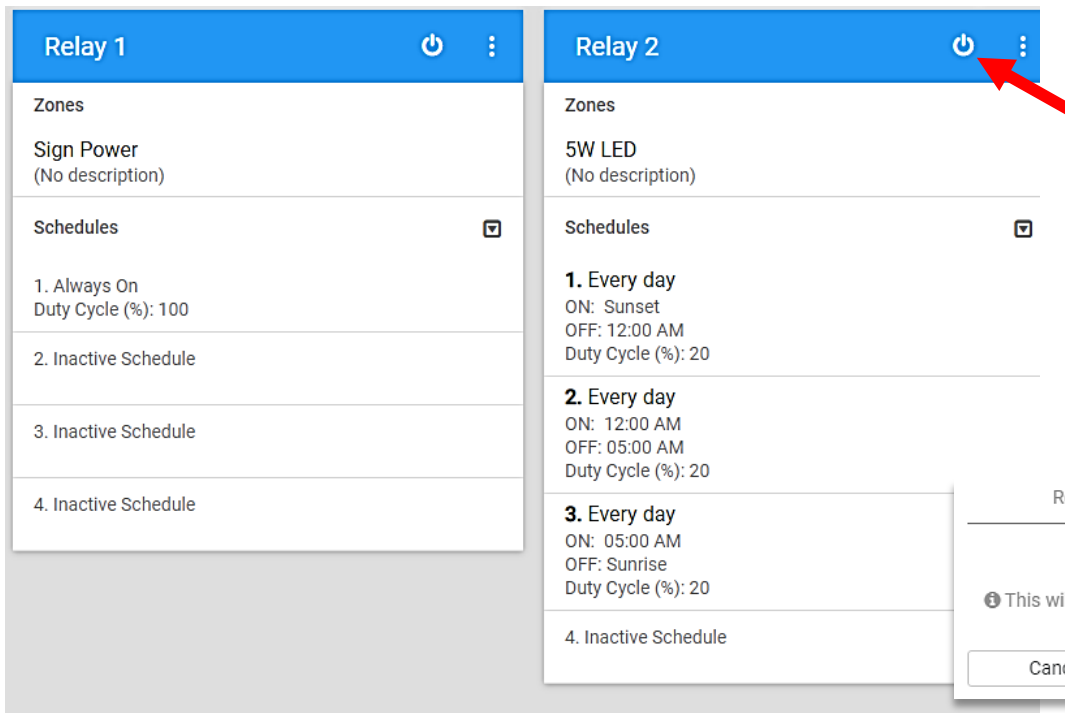 Relay 1
Zones
Sign Power
(No description)
Schedules
1. Always On
Duty Cycle (%): 100
2. Inactive Schedule
3. Inactive Schedule
4. Inactive Schedule
Relay 2
Zones
5W LED
(No description)
Schedules
1. Every day
ON: Sunset
OFF: 12:00 AM
Duty Cycle (%): 20
2. Every day
ON: 12:00 AM
OFF: 05:00 AM
Duty Cycle (%): 20
3. Every day
ON: 05:00 AM
OFF: Sunrise
Duty Cycle (%): 20
4. Inactive Schedule
This